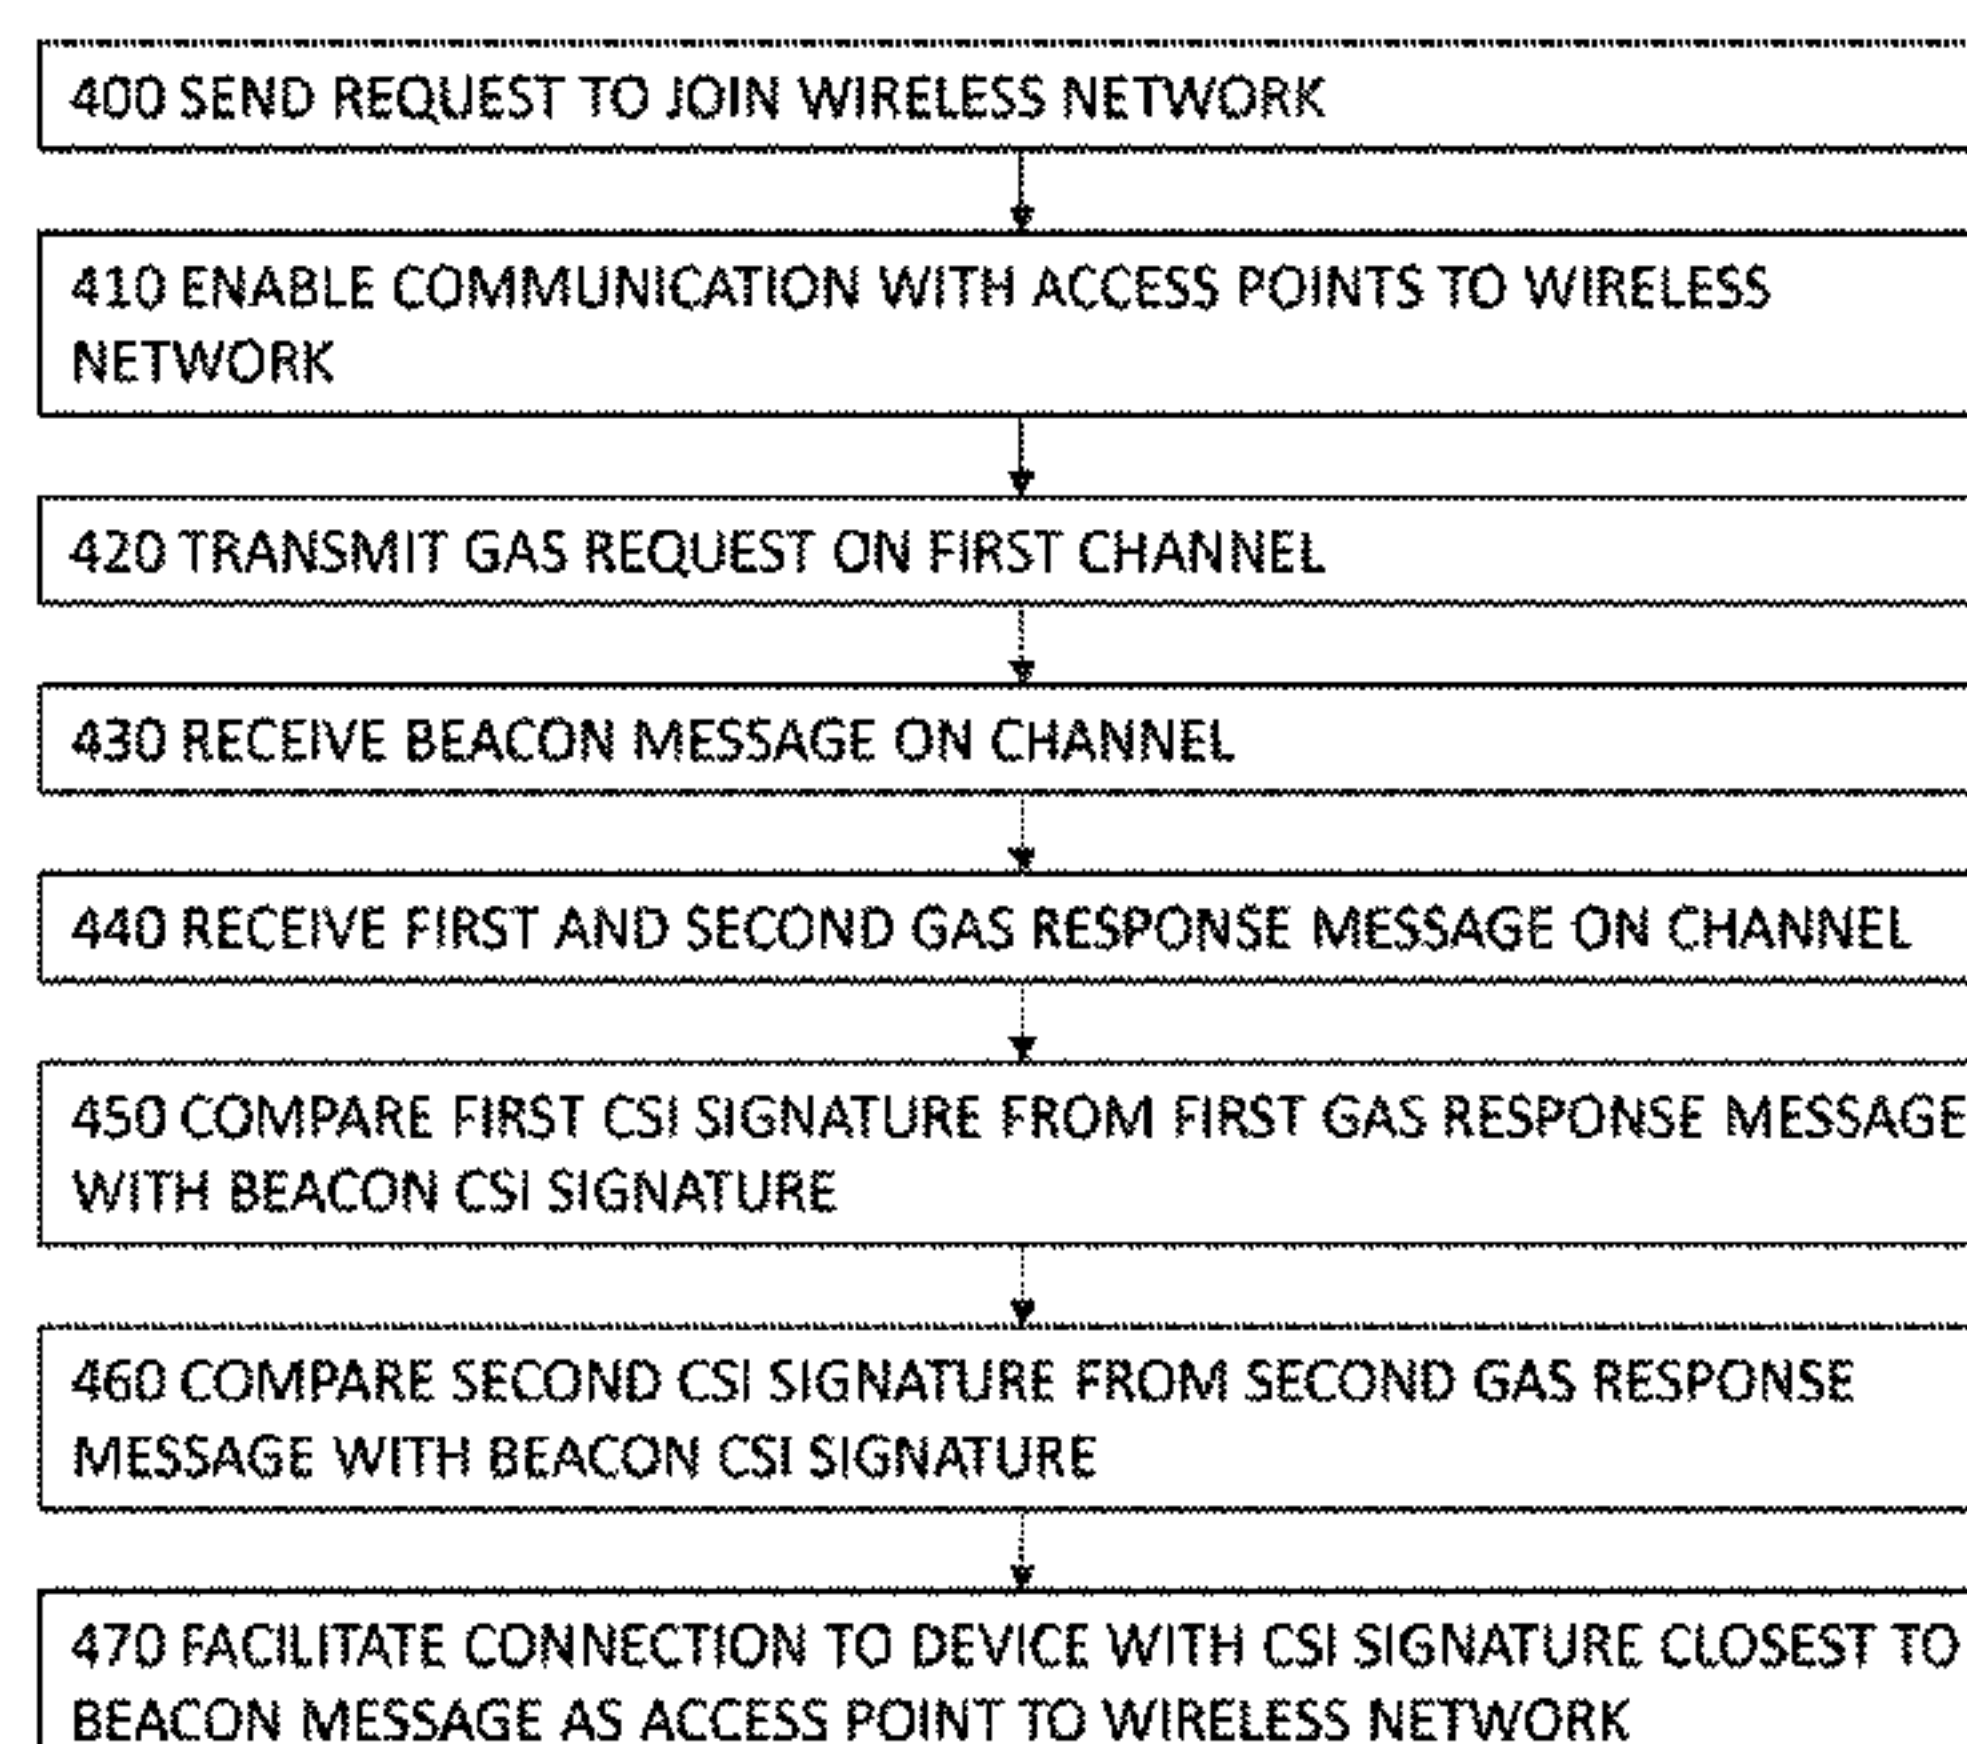 400 SEND REQUEST TO JOIN WIRELESS NETWORK
410 ENABLE COMMUNICATION WITH ACCESS POINTS TO WIRELESS
NETWORK
420 TRANSMIT GAS REQUEST ON FIRST CHANNEL
430 RECEIVE BEACON MESSAGE ON CHANNEL
440 RECEIVE FIRST AND SECOND GAS RESPONSE MESSAGE ON CHANNEL
450 COMPARE FIRST CSI SIGNATURE FROM FIRST GAS RESPONSE MESSAGE
WITH BEACON CSI SIGNATURE
460 COMPARE SECOND CSI SIGNATURE FROM SECOND GAS RESPONSE
MESSAGE WITH BEACON CSI SIGNATURE
470 FACILITATE CONNECTION TO DEVICE WITH CSI SIGNATURE CLOSEST TO
BEACON MESSAGE AS ACCESS POINT TO WIRELESS NETWORK